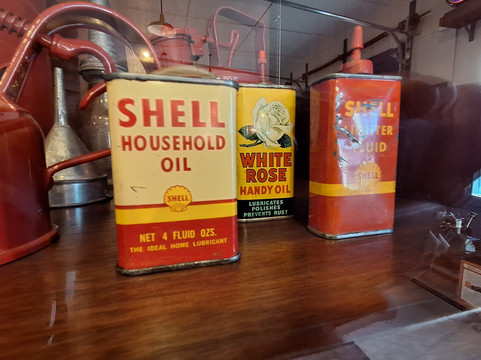 SHELL
HOUSEHOLD
OIL
SHELL
NET 4 FLUID OZS.
THE IDEAL HOME LUBRICANT
WHITE
ROSE
HANDY OIL
LUBRICATES
POLISHES
PREVENTS RUST
SHELL
LIGHTER
FLUID
SHELL